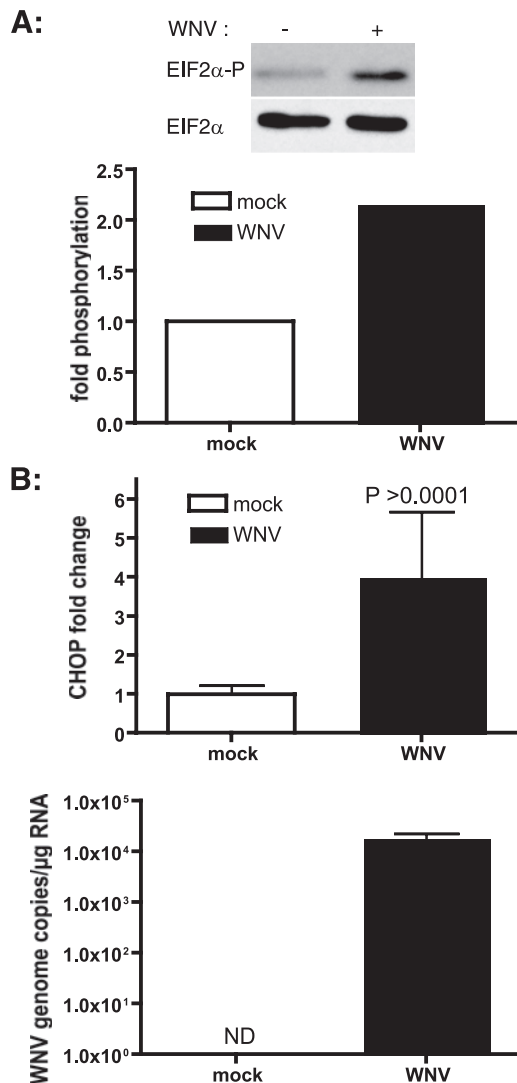 A:
WNV : - +
EIF2α-P
EIF2α
2.5
2.0
1.5
1.0
0.5
0.0
fold phosphorylation
mock
WNV
mock WNV
B:
6
5
4
3
2
1
0
CHOP fold change
mock
WNV
P >0.0001
mock WNV
1.0x10⁵
1.0x10⁴
1.0x10³
1.0x10²
1.0x10¹
1.0x10⁰
WNV genome copies/µg RNA
ND
mock WNV